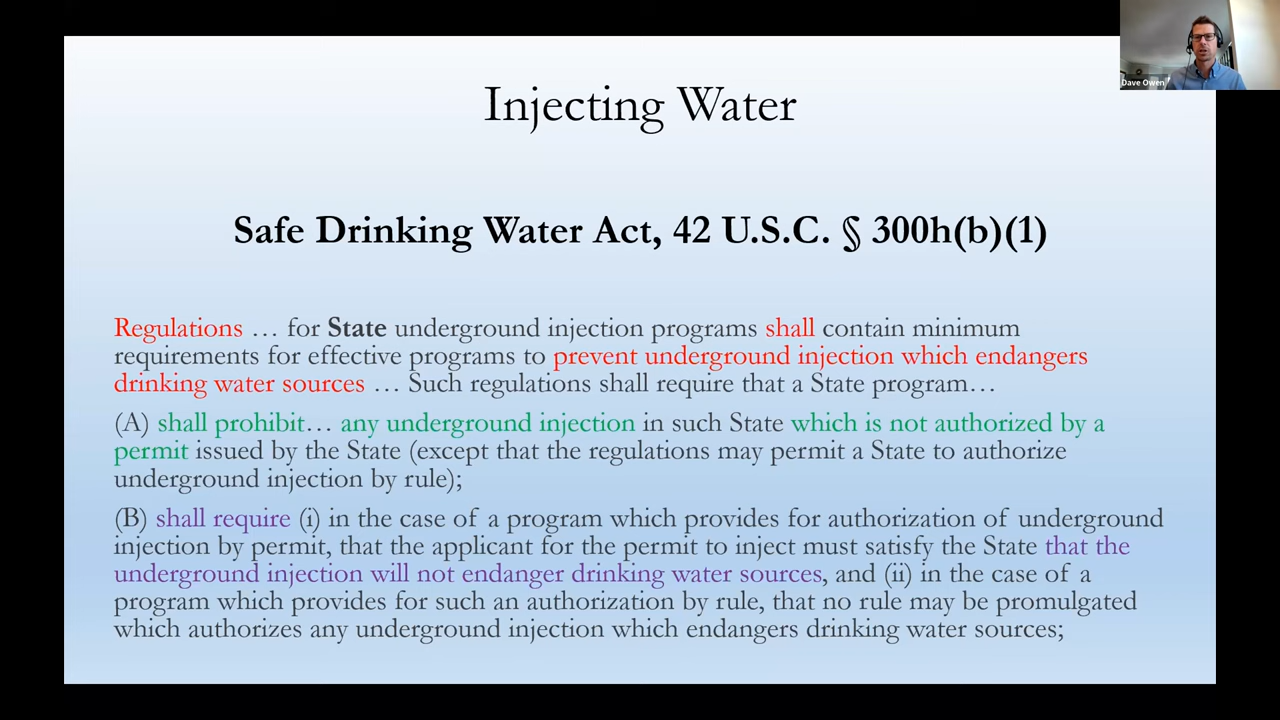 Dave Owen
Injecting Water
Safe Drinking Water Act, 42 U.S.C. § 300h(b)(1)
Regulations … for State underground injection programs shall contain minimum
requirements for effective programs to prevent underground injection which endangers
drinking water sources … Such regulations shall require that a State program…
(A) shall prohibit… any underground injection in such State which is not authorized by a
permit issued by the State (except that the regulations may permit a State to authorize
underground injection by rule);
(B) shall require (i) in the case of a program which provides for authorization of underground
injection by permit, that the applicant for the permit to inject must satisfy the State that the
underground injection will not endanger drinking water sources, and (ii) in the case of a
program which provides for such an authorization by rule, that no rule may be promulgated
which authorizes any underground injection which endangers drinking water sources;